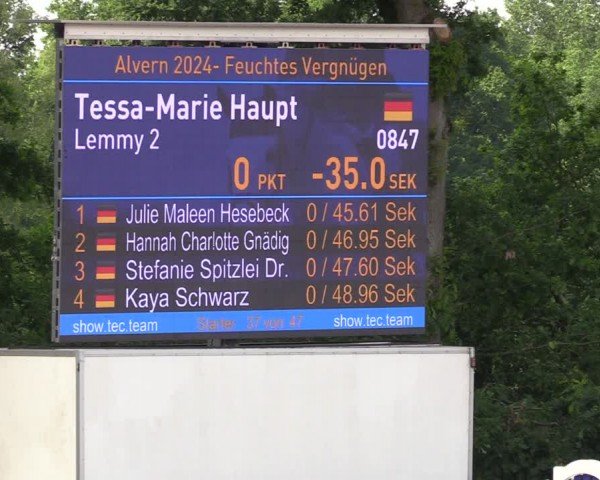 Alvern 2024- Feuchtes Vergnügen
Tessa-Marie Haupt
Lemmy 2 0847
0 PKT -35.0 SEK
1 Julie Maleen Hesebeck 0 / 45.61 Sek
2 Hannah Charlotte Gnädig 0 / 46.95 Sek
3 Stefanie Spitzlei Dr. 0 / 47.60 Sek
4 Kaya Schwarz 0 / 48.96 Sek
show.tec.team Starter 37 von 47 show.tec.team